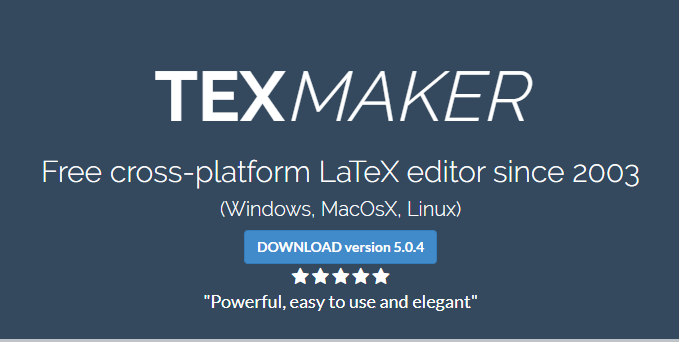 TEXMAKER
Free cross-platform LaTeX editor since 2003
(Windows, MacOsX, Linux)
DOWNLOAD version 5.0.4
"Powerful, easy to use and elegant"